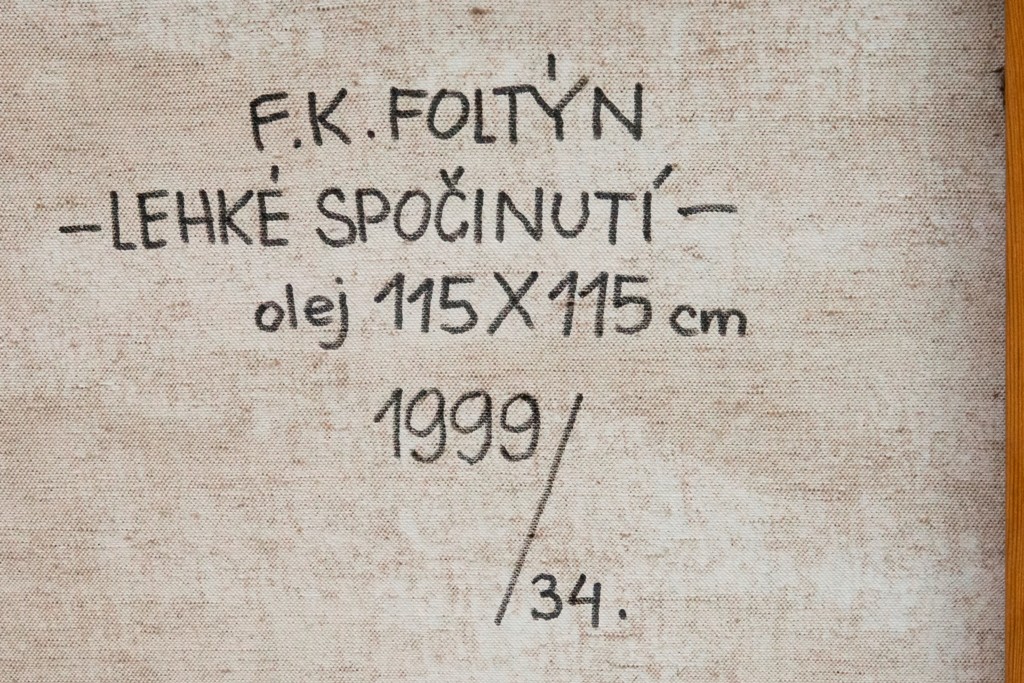 F.K. FOLTÝN
–LEHKÉ SPOČINUTÍ–
olej 115X115 cm
1999/
/34.